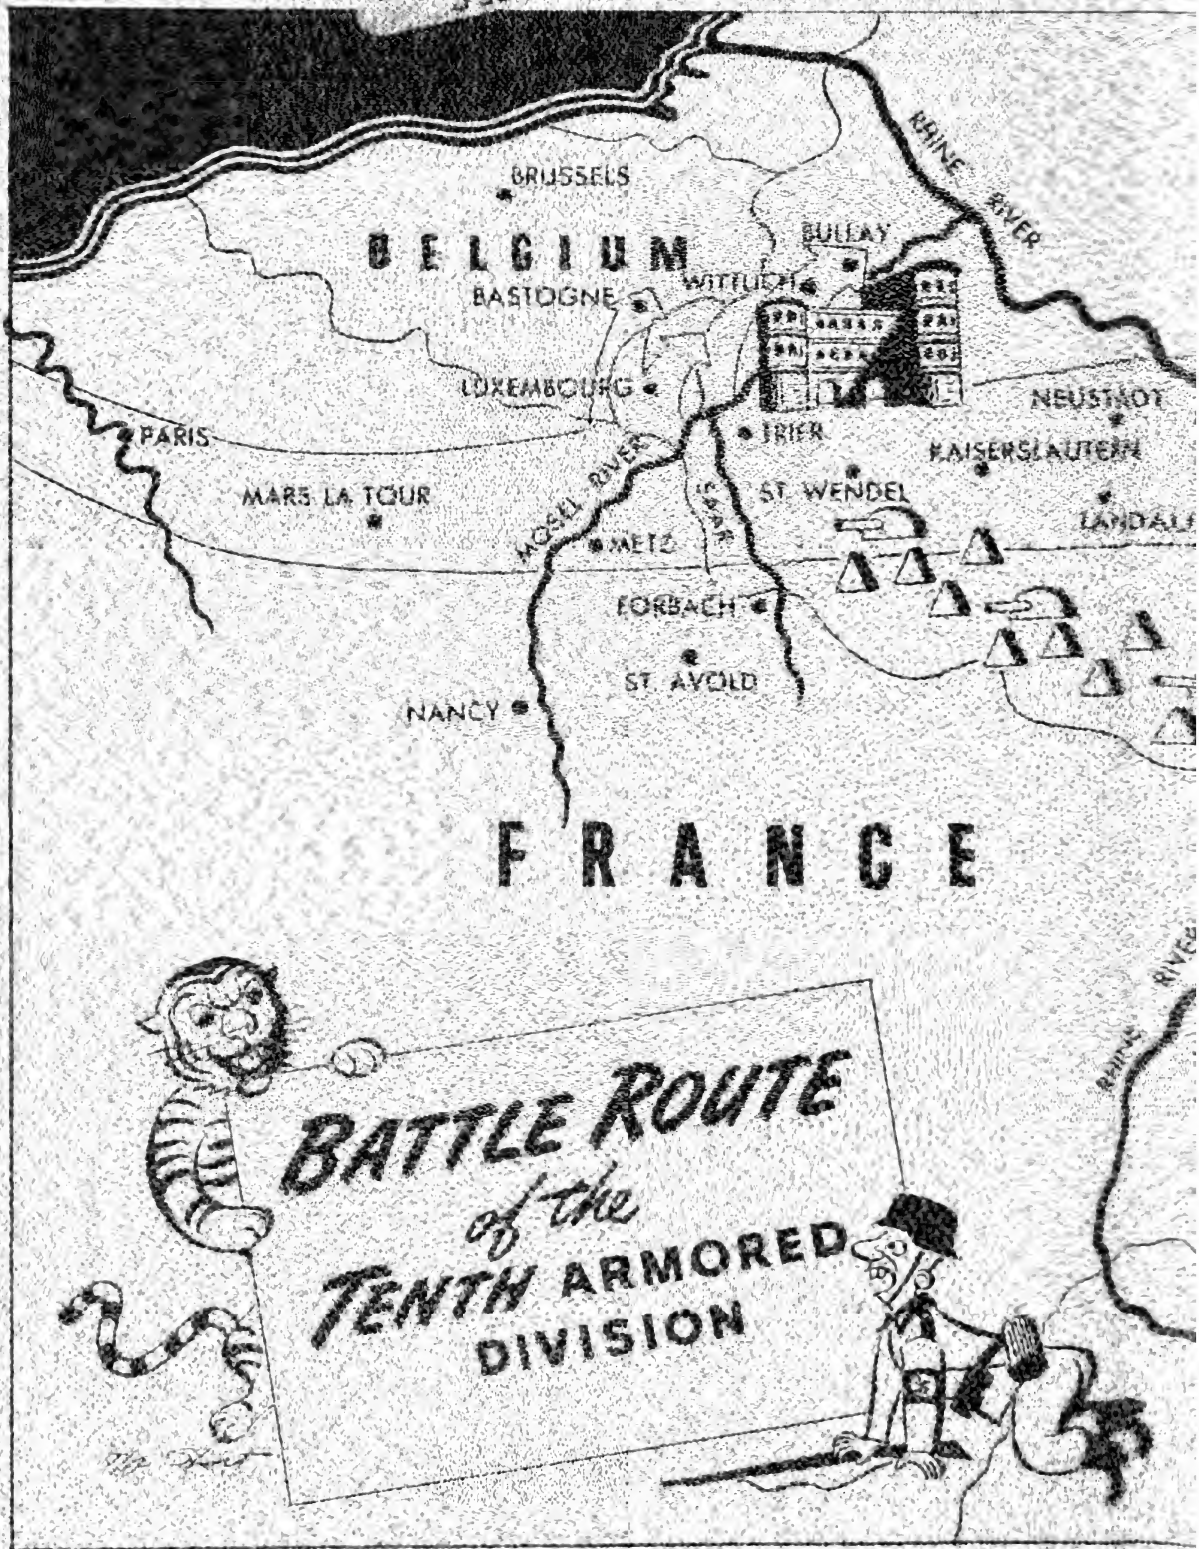 RHINE RIVER
BRUSSELS
BELGIUM
BULLAY
WITTLICH
BASTOGNE
LUXEMBOURG
NEUSTADT
PARIS
TRIER
KAISERSLAUTERN
MARS LA TOUR
MOSEL RIVER
SAAR
ST. WENDEL
LANDAU
METZ
FORBACH
ST. AVOLD
NANCY
FRANCE
RHINE RIVER
BATTLE ROUTE
of the
TENTH ARMORED
DIVISION